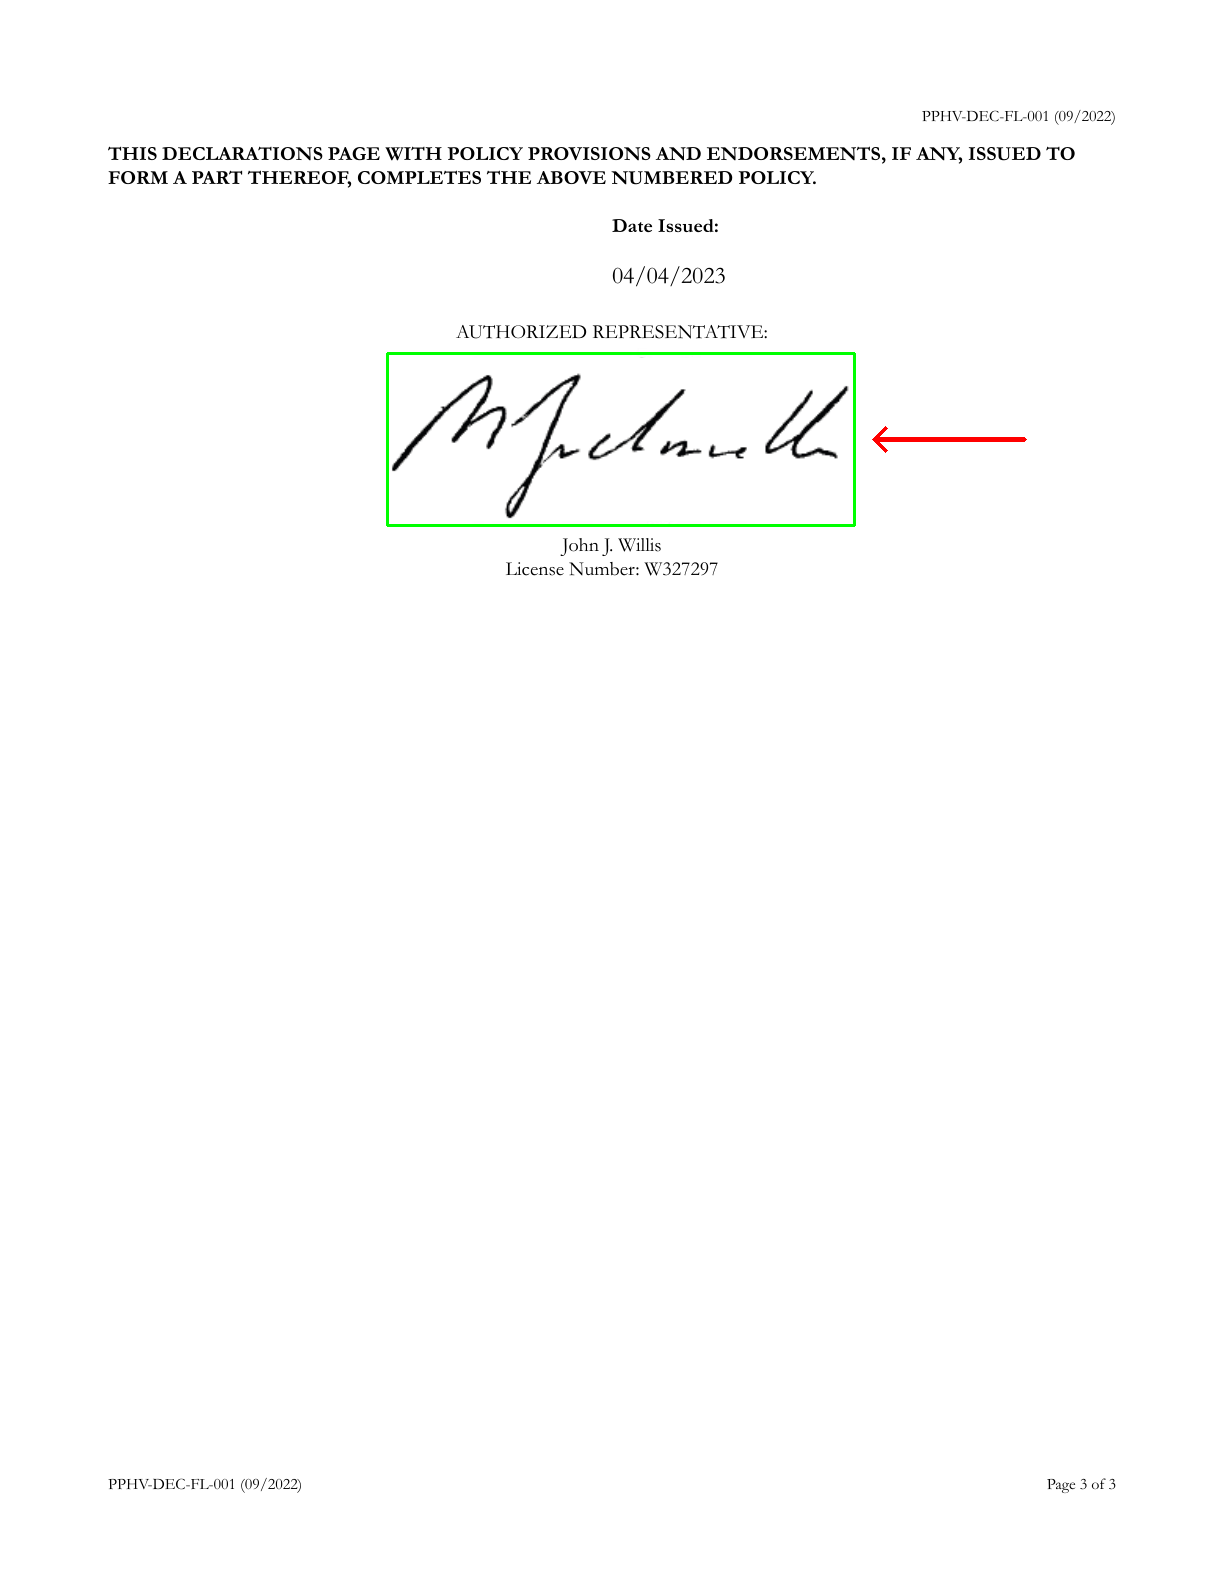 PPHV-DEC-FL-001 (09/2022)
THIS DECLARATIONS PAGE WITH POLICY PROVISIONS AND ENDORSEMENTS, IF ANY, ISSUED TO
FORM A PART THEREOF, COMPLETES THE ABOVE NUMBERED POLICY.
Date Issued:
04/04/2023
AUTHORIZED REPRESENTATIVE:
John J. Willis
License Number: W327297
PPHV-DEC-FL-001 (09/2022)
Page 3 of 3